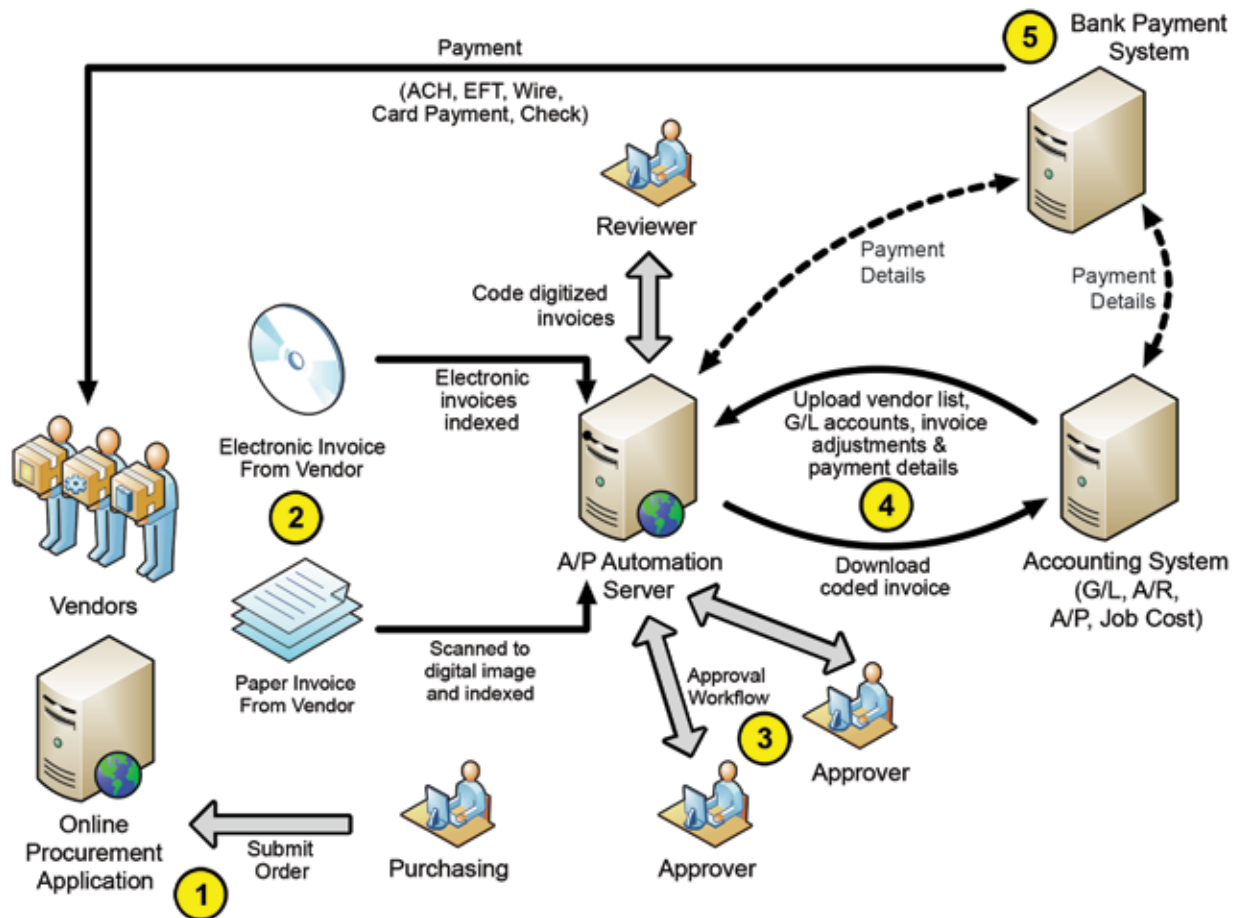 5
Bank Payment
System
Payment
(ACH, EFT, Wire,
Card Payment, Check)
Reviewer
Payment
Details
Payment
Details
Code digitized
invoices
Electronic
invoices
indexed
Electronic Invoice
From Vendor
2
Upload vendor list,
G/L accounts, invoice
adjustments &
payment details
4
Vendors
A/P Automation
Server
Download
coded invoice
Accounting System
(G/L, A/R,
A/P, Job Cost)
Paper Invoice
From Vendor
Scanned to
digital image
and indexed
Approval
Workflow
3
Approver
Approver
Online
Procurement
Application
1
Submit
Order
Purchasing